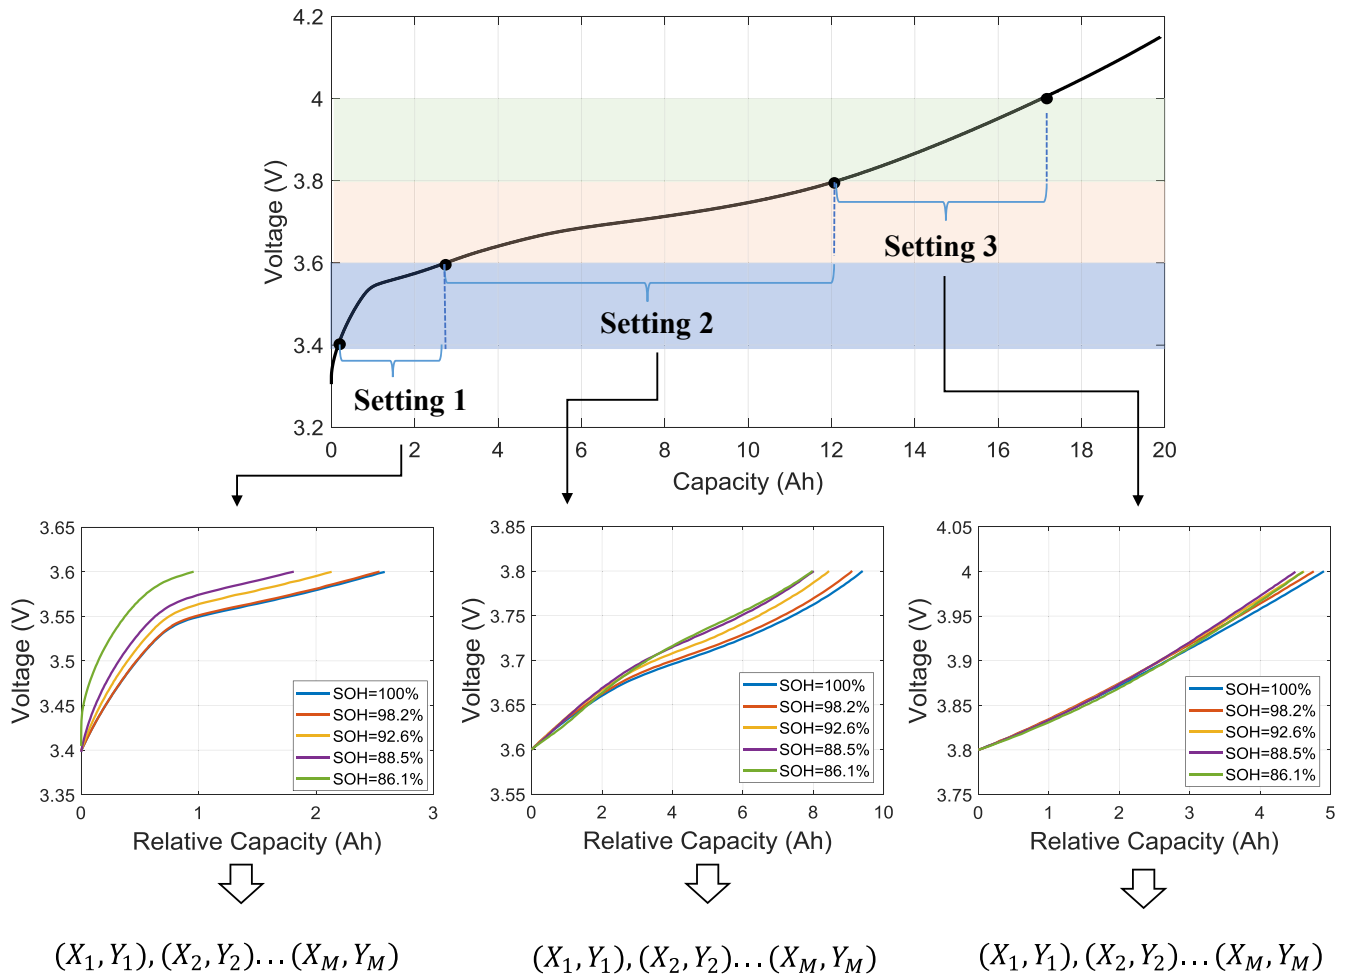 4.2
4
3.8
3.6
3.4
3.2
Voltage (V)
0 2 4 6 8 10 12 14 16 18 20
Capacity (Ah)
Setting 1
Setting 2
Setting 3
3.65
3.6
3.55
3.5
3.45
3.4
3.35
Voltage (V)
0 1 2 3
Relative Capacity (Ah)
SOH=100%
SOH=98.2%
SOH=92.6%
SOH=88.5%
SOH=86.1%
3.85
3.8
3.75
3.7
3.65
3.6
3.55
Voltage (V)
0 2 4 6 8 10
Relative Capacity (Ah)
SOH=100%
SOH=98.2%
SOH=92.6%
SOH=88.5%
SOH=86.1%
4.05
4
3.95
3.9
3.85
3.8
3.75
Voltage (V)
0 1 2 3 4 5
Relative Capacity (Ah)
SOH=100%
SOH=98.2%
SOH=92.6%
SOH=88.5%
SOH=86.1%
(X₁, Y₁), (X₂, Y₂)…(X_M, Y_M)
(X₁, Y₁), (X₂, Y₂)…(X_M, Y_M)
(X₁, Y₁), (X₂, Y₂)…(X_M, Y_M)